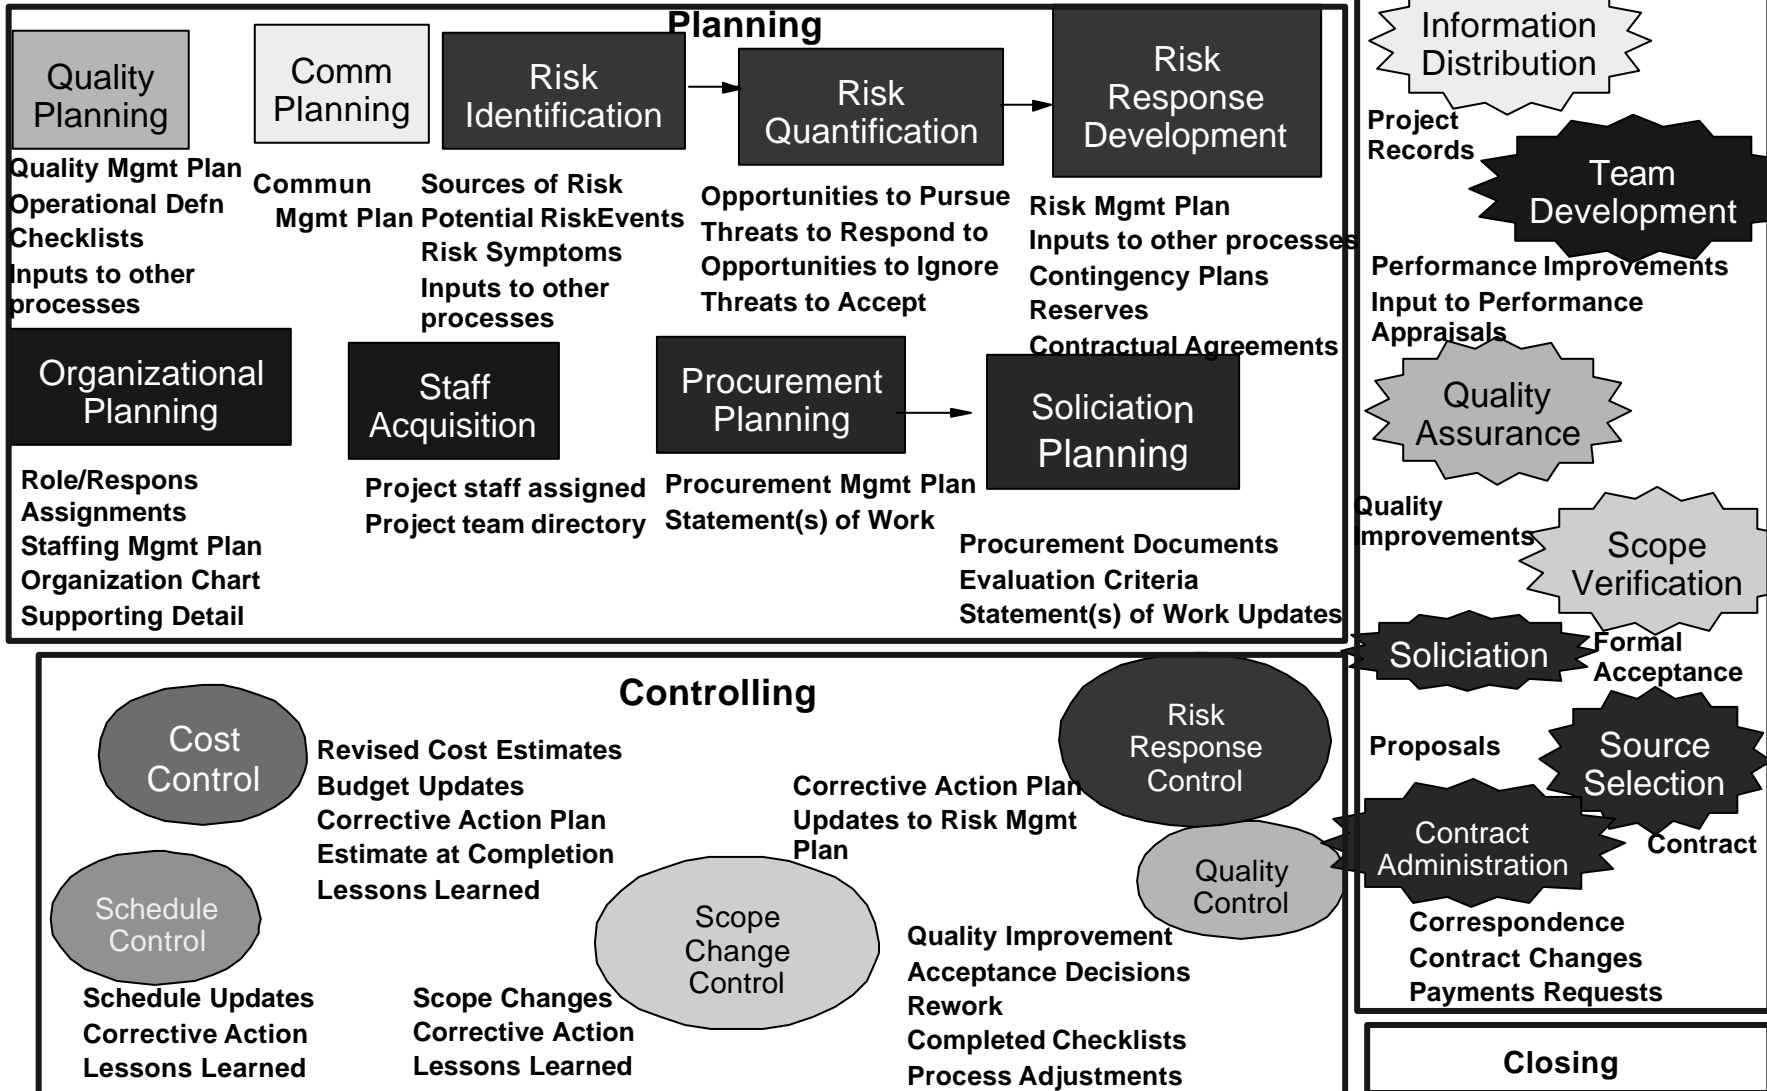 Planning
Quality
Planning
Quality Mgmt Plan
Operational Defn
Checklists
Inputs to other
processes
Comm
Planning
Commun
Mgmt Plan
Risk
Identification
Sources of Risk
Potential RiskEvents
Risk Symptoms
Inputs to other
processes
Risk
Quantification
Opportunities to Pursue
Threats to Respond to
Opportunities to Ignore
Threats to Accept
Risk
Response
Development
Risk Mgmt Plan
Inputs to other processes
Contingency Plans
Reserves
Contractual Agreements
Organizational
Planning
Role/Respons
Assignments
Staffing Mgmt Plan
Organization Chart
Supporting Detail
Staff
Acquisition
Project staff assigned
Project team directory
Procurement
Planning
Procurement Mgmt Plan
Statement(s) of Work
Soliciation
Planning
Procurement Documents
Evaluation Criteria
Statement(s) of Work Updates
Controlling
Cost
Control
Revised Cost Estimates
Budget Updates
Corrective Action Plan
Estimate at Completion
Lessons Learned
Risk
Response
Control
Corrective Action Plan
Updates to Risk Mgmt
Plan
Schedule
Control
Schedule Updates
Corrective Action
Lessons Learned
Scope
Change
Control
Scope Changes
Corrective Action
Lessons Learned
Quality
Control
Quality Improvement
Acceptance Decisions
Rework
Completed Checklists
Process Adjustments
Information
Distribution
Project
Records
Team
Development
Performance Improvements
Input to Performance
Appraisals
Quality
Assurance
Quality
Improvements
Scope
Verification
Formal
Acceptance
Soliciation
Proposals
Source
Selection
Contract
Contract
Administration
Correspondence
Contract Changes
Payments Requests
Closing